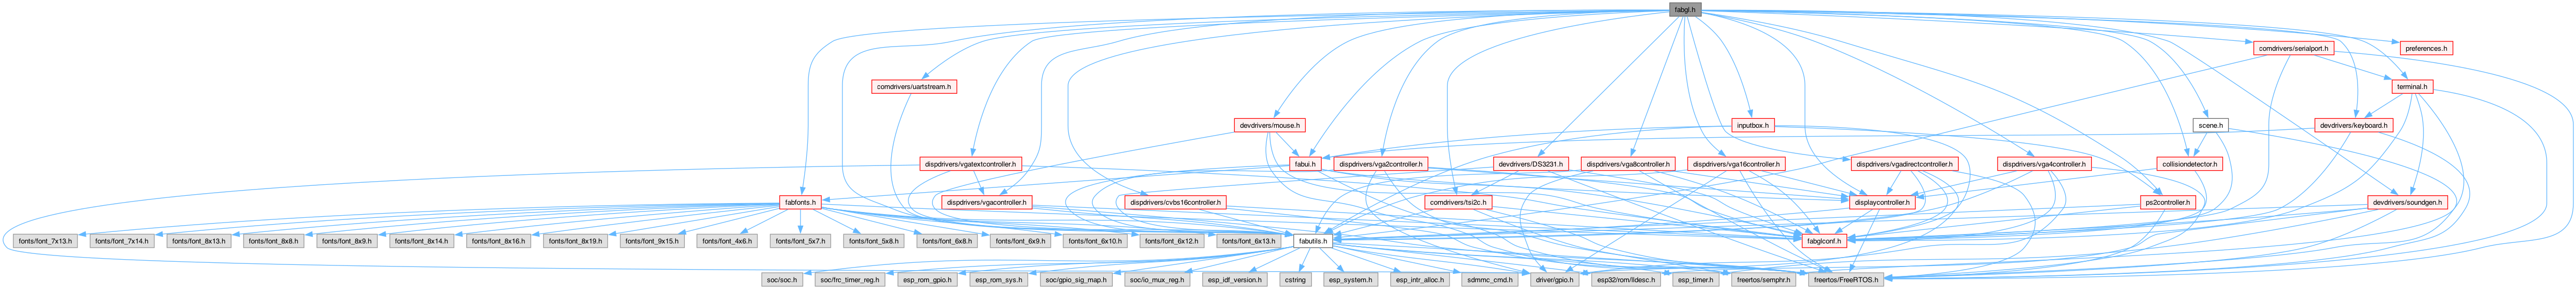 fabgl.h
comdrivers/serialport.h
preferences.h
comdrivers/uartstream.h
terminal.h
devdrivers/mouse.h
inputbox.h
scene.h
devdrivers/keyboard.h
dispdrivers/vgatextcontroller.h
fabui.h
dispdrivers/vga2controller.h
devdrivers/DS3231.h
dispdrivers/vga8controller.h
dispdrivers/vga16controller.h
dispdrivers/vgadirectcontroller.h
dispdrivers/vga4controller.h
collisiondetector.h
fabfonts.h
dispdrivers/vgacontroller.h
dispdrivers/cvbs16controller.h
comdrivers/tsi2c.h
displaycontroller.h
ps2controller.h
devdrivers/soundgen.h
fonts/font_7x13.h
fonts/font_7x14.h
fonts/font_8x13.h
fonts/font_8x8.h
fonts/font_8x9.h
fonts/font_8x14.h
fonts/font_8x16.h
fonts/font_8x19.h
fonts/font_9x15.h
fonts/font_4x6.h
fonts/font_5x7.h
fonts/font_5x8.h
fonts/font_6x8.h
fonts/font_6x9.h
fonts/font_6x10.h
fonts/font_6x12.h
fonts/font_6x13.h
fabutils.h
fabglconf.h
soc/soc.h
soc/frc_timer_reg.h
esp_rom_gpio.h
esp_rom_sys.h
soc/gpio_sig_map.h
soc/io_mux_reg.h
esp_idf_version.h
cstring
esp_system.h
esp_intr_alloc.h
sdmmc_cmd.h
driver/gpio.h
esp32/rom/lldesc.h
esp_timer.h
freertos/semphr.h
freertos/FreeRTOS.h